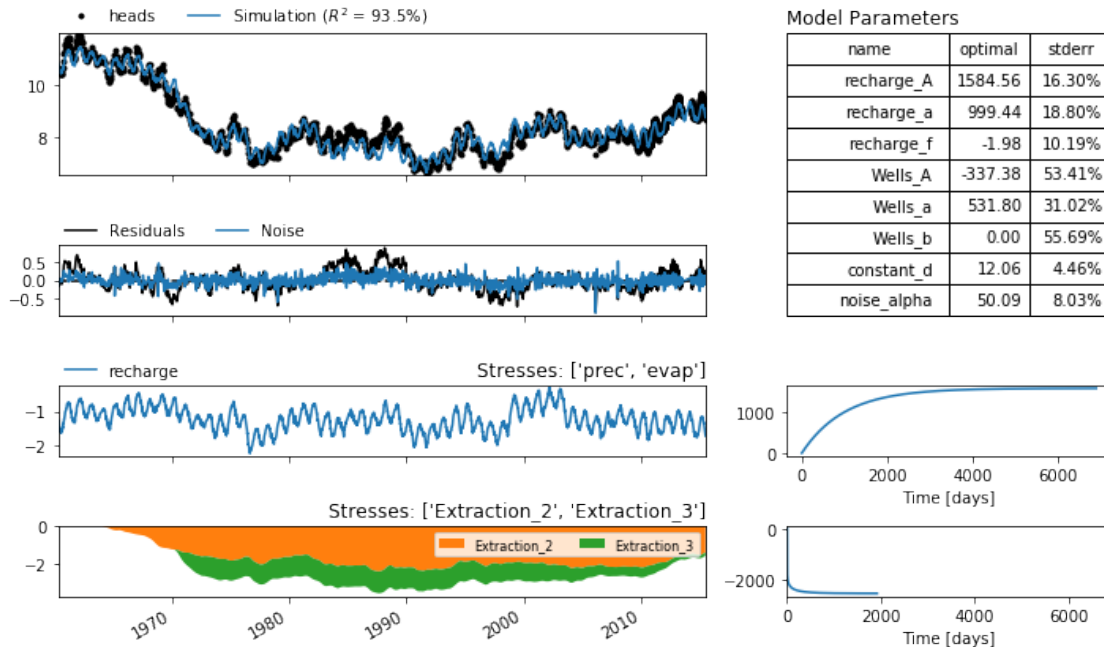 heads Simulation (R² = 93.5%)
10
8
Residuals Noise
0.5
0.0
−0.5
recharge Stresses: ['prec', 'evap']
−1
−2
Stresses: ['Extraction_2', 'Extraction_3']
Extraction_2 Extraction_3
0
−2
1970 1980 1990 2000 2010
Model Parameters
name optimal stderr
recharge_A 1584.56 16.30%
recharge_a 999.44 18.80%
recharge_f -1.98 10.19%
Wells_A -337.38 53.41%
Wells_a 531.80 31.02%
Wells_b 0.00 55.69%
constant_d 12.06 4.46%
noise_alpha 50.09 8.03%
1000
0
0 2000 4000 6000
Time [days]
0
−2000
0 2000 4000 6000
Time [days]